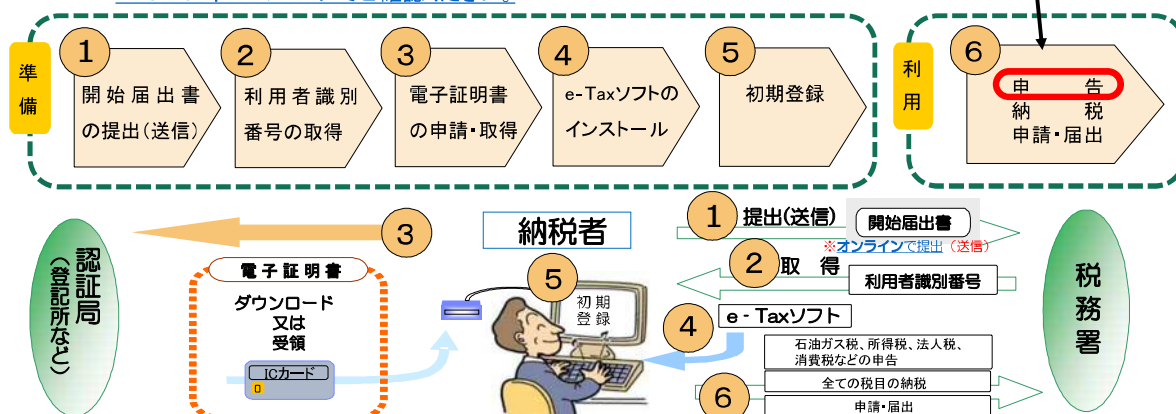 準備
1
開始届出書
の提出(送信)
2
利用者識別
番号の取得
3
電子証明書
の申請・取得
4
e-Taxソフトの
インストール
5
初期登録
利用
6
申告
納税
申請・届出
認証局
(登記所など)
3
電子証明書
ダウンロード
又は
受領
ICカード
納税者
5
初期
登録
1
提出(送信)
開始届出書
※オンラインで提出(送信)
2
取得
利用者識別番号
4
e-Taxソフト
石油ガス税、所得税、法人税、
消費税などの申告
6
全ての税目の納税
申請・届出
税務署